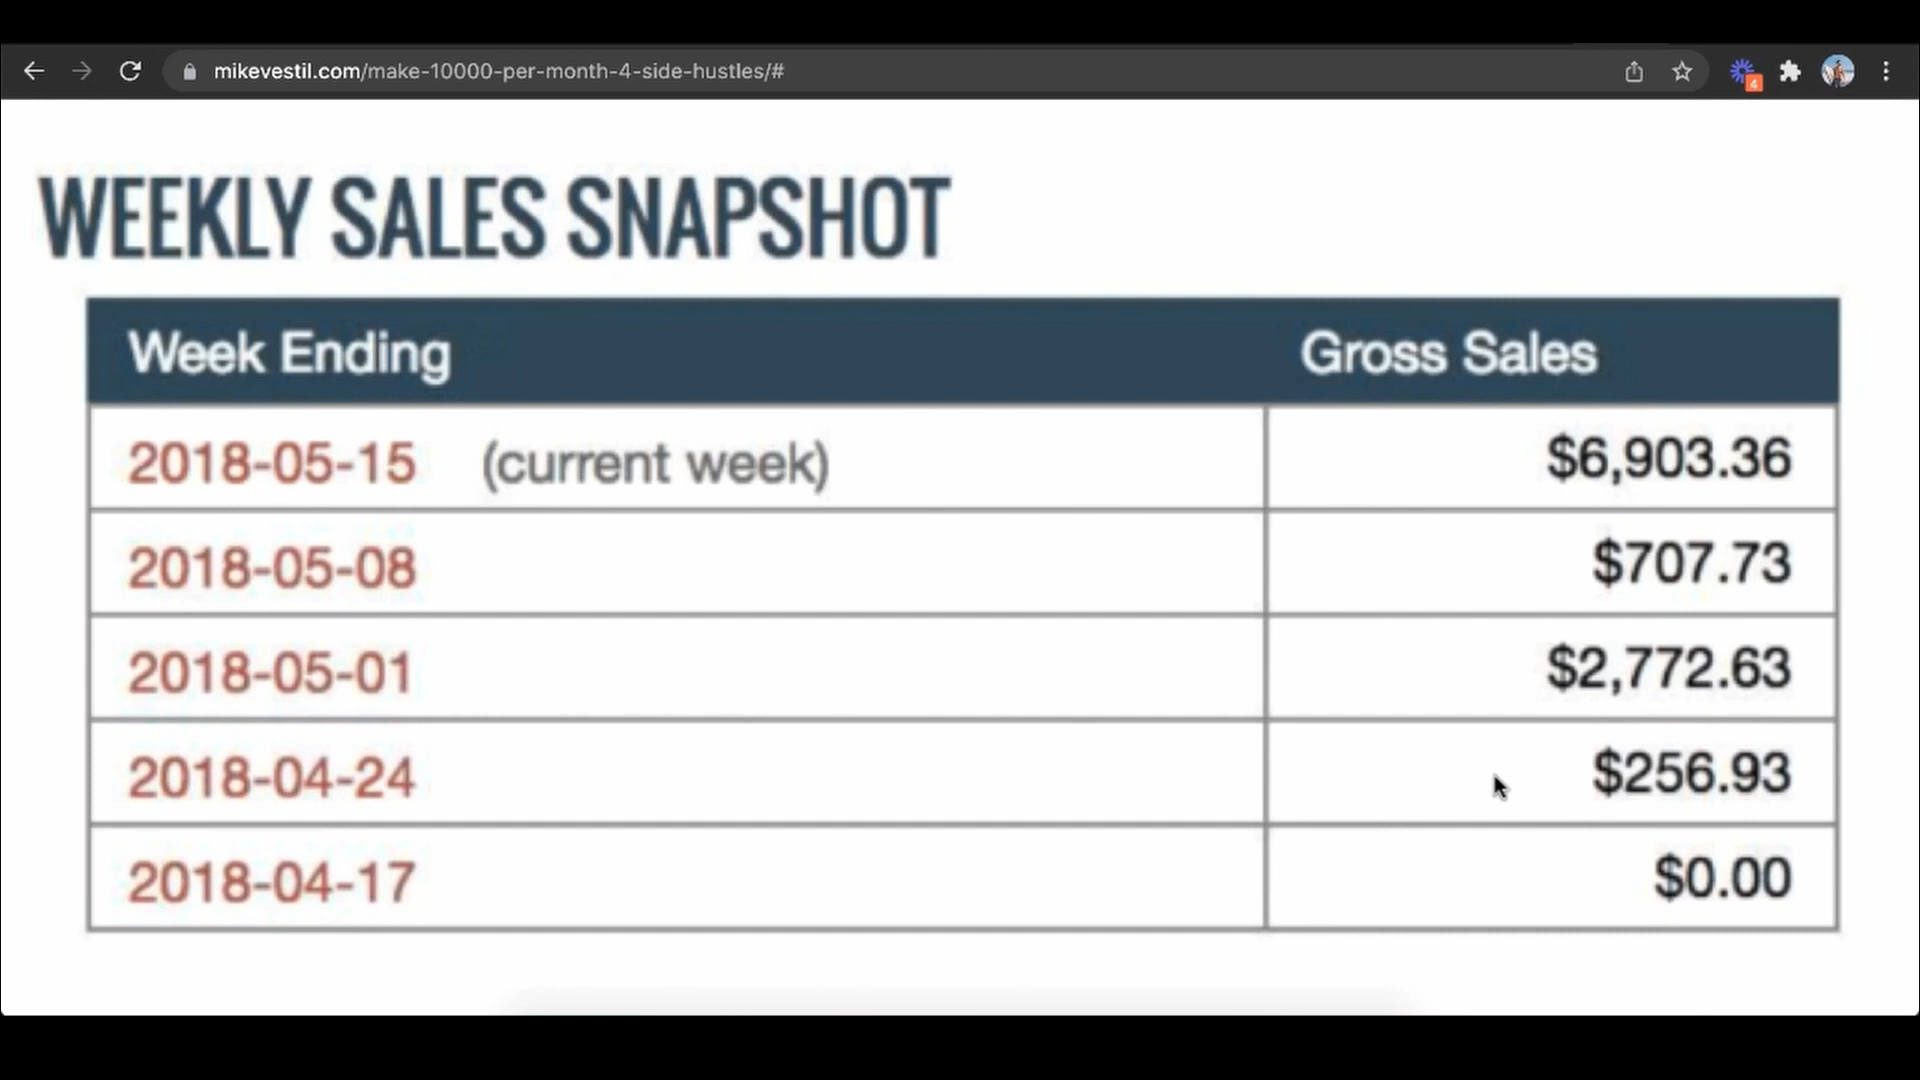 mikevestil.com/make-10000-per-month-4-side-hustles/#
4
WEEKLY SALES SNAPSHOT
Week Ending Gross Sales
2018-05-15 (current week) $6,903.36
2018-05-08 $707.73
2018-05-01 $2,772.63
2018-04-24 $256.93
2018-04-17 $0.00